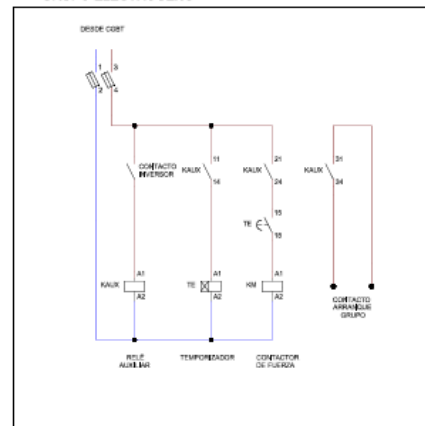 DESDE CGBT
1 3
2 4
CONTACTO
INVERSOR
KAUX 11
14
KAUX 21
24
KAUX 31
34
TE 15
18
KAUX A1
A2
TE A1
A2
KM A1
A2
CONTACTO
ARRANQUE
GRUPO
RELÉ
AUXILIAR
TEMPORIZADOR
CONTACTOR
DE FUERZA